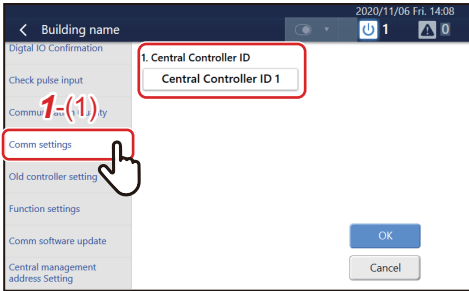 2020/11/06 Fri. 14:08
Building name
1
0
Digtal IO Confirmation
Check pulse input
Communication Quality
1-(1)
Comm settings
Old controller setting
Function settings
Comm software update
Central management
address Setting
1. Central Controller ID
Central Controller ID 1
OK
Cancel